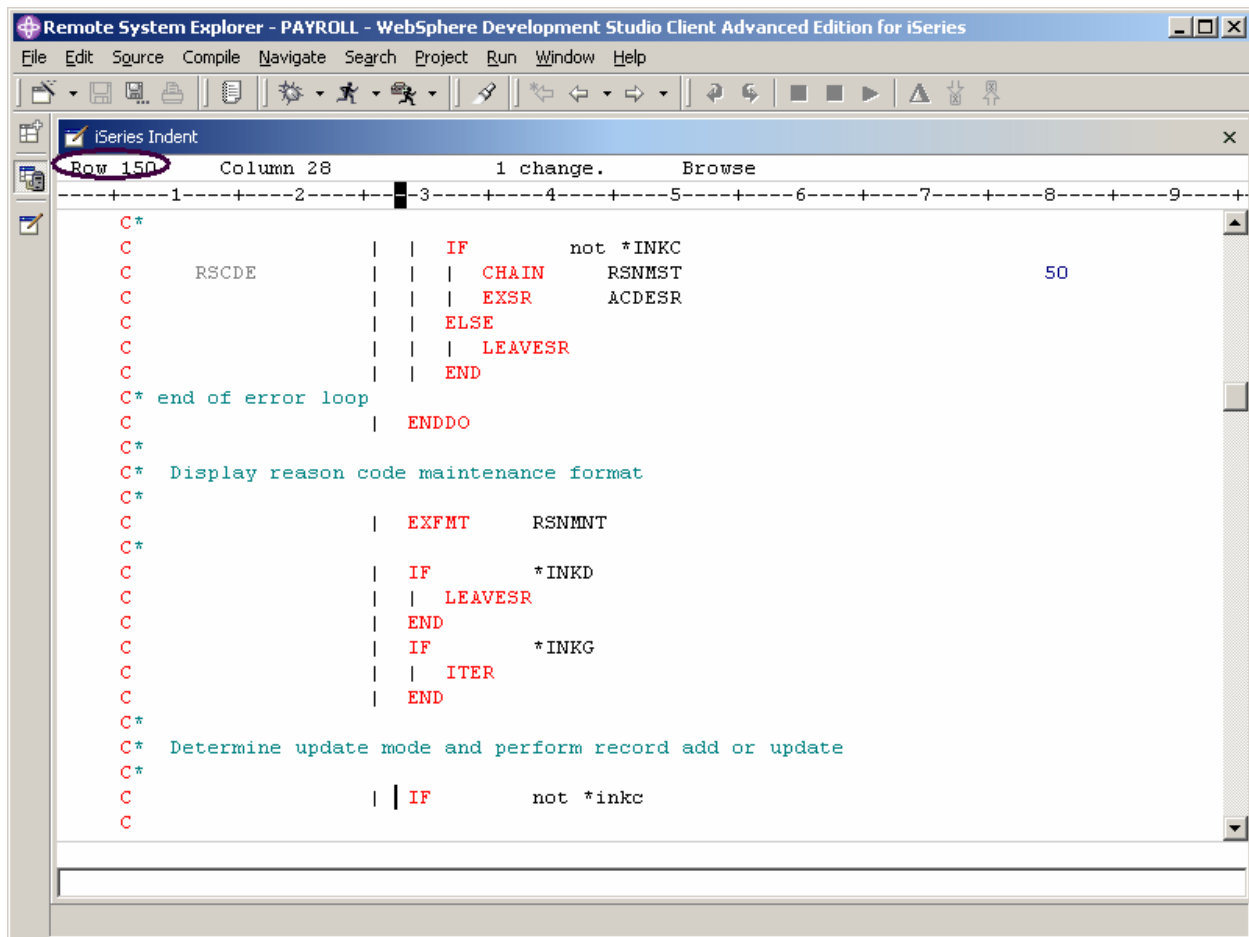 Remote System Explorer - PAYROLL - WebSphere Development Studio Client Advanced Edition for iSeries
File Edit Source Compile Navigate Search Project Run Window Help
iSeries Indent
Row 150 Column 28 1 change. Browse
----+----1----+----2----+----3----+----4----+----5----+----6----+----7----+----8----+----9----+-
C*
C | | IF not *INKC
C RSCDE | | | CHAIN RSNMST 50
C | | | EXSR ACDESR
C | | ELSE
C | | | LEAVESR
C | | END
C* end of error loop
C | ENDDO
C*
C* Display reason code maintenance format
C*
C | EXFMT RSNMNT
C*
C | IF *INKD
C | | LEAVESR
C | END
C | IF *INKG
C | | ITER
C | END
C*
C* Determine update mode and perform record add or update
C*
C | IF not *inkc
C